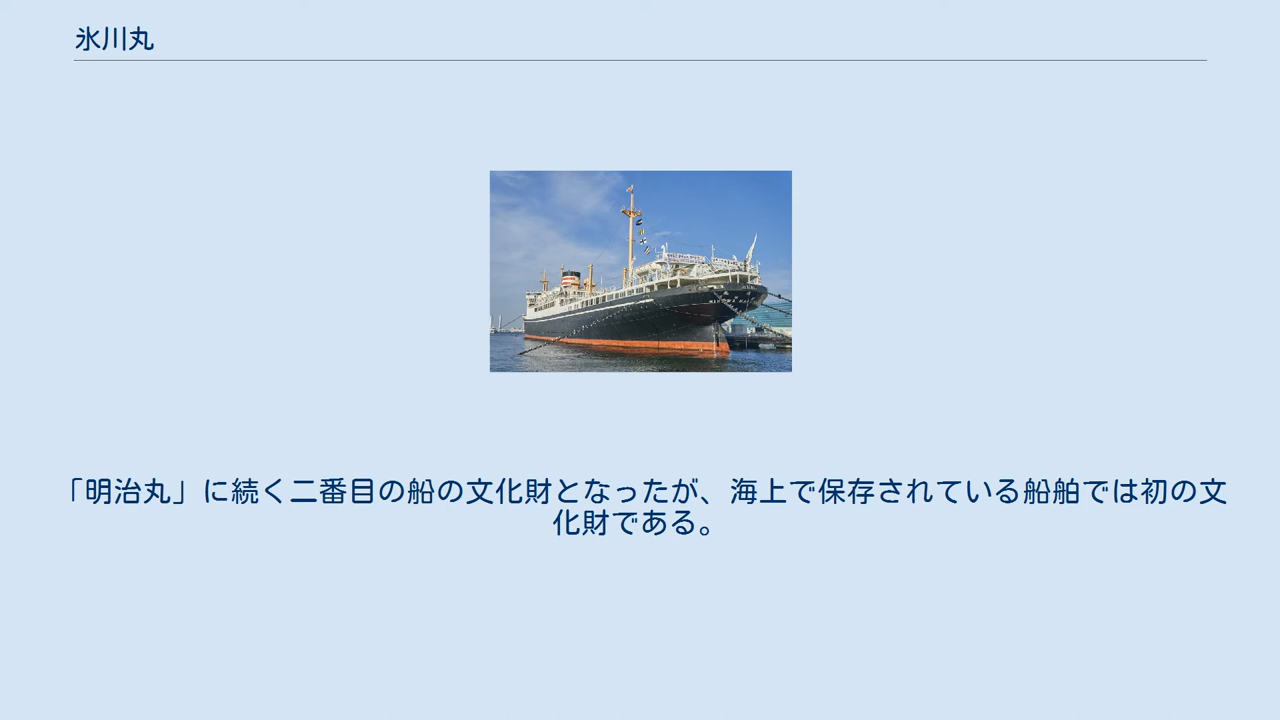 氷川丸
「明治丸」に続く二番目の船の文化財となったが、海上で保存されている船舶では初の文
化財である。